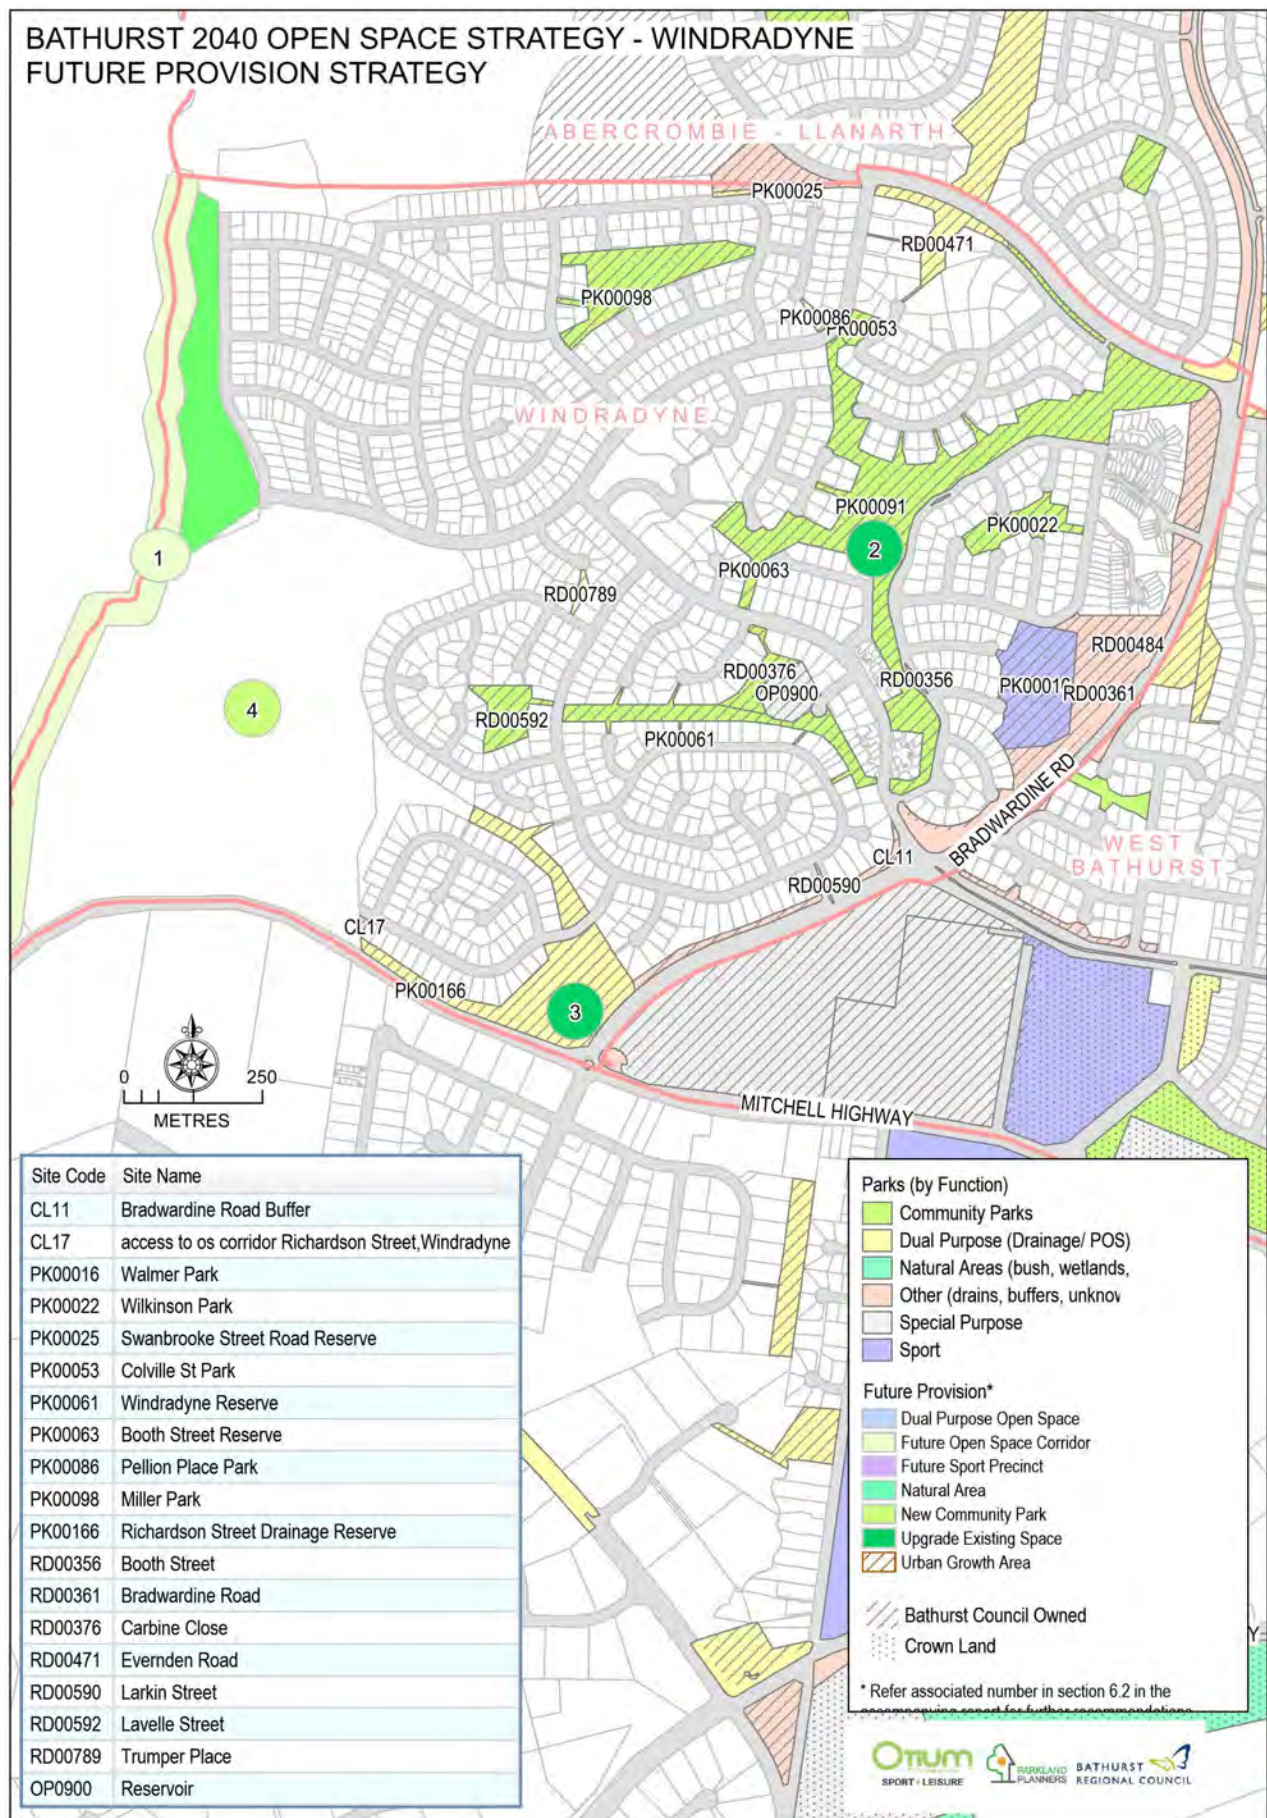 BATHURST 2040 OPEN SPACE STRATEGY - WINDRADYNE
FUTURE PROVISION STRATEGY
ABERCROMBIE - LLANARTH
PK00025
RD00471
PK00098
PK00086
PK00053
WINDRADYNE
PK00091
PK00022
1
2
PK00063
RD00789
RD00484
RD00376
RD00356
PK00016
RD00361
OP0900
4
RD00592
PK00061
BRADWARDINE RD
WEST
BATHURST
CL11
RD00590
CL17
PK00166
3
0 250
METRES
MITCHELL HIGHWAY
Site Code Site Name
CL11 Bradwardine Road Buffer
CL17 access to os corridor Richardson Street,Windradyne
PK00016 Walmer Park
PK00022 Wilkinson Park
PK00025 Swanbrooke Street Road Reserve
PK00053 Colville St Park
PK00061 Windradyne Reserve
PK00063 Booth Street Reserve
PK00086 Pellion Place Park
PK00098 Miller Park
PK00166 Richardson Street Drainage Reserve
RD00356 Booth Street
RD00361 Bradwardine Road
RD00376 Carbine Close
RD00471 Evernden Road
RD00590 Larkin Street
RD00592 Lavelle Street
RD00789 Trumper Place
OP0900 Reservoir
Parks (by Function)
Community Parks
Dual Purpose (Drainage/ POS)
Natural Areas (bush, wetlands,
Other (drains, buffers, unknov
Special Purpose
Sport
Future Provision*
Dual Purpose Open Space
Future Open Space Corridor
Future Sport Precinct
Natural Area
New Community Park
Upgrade Existing Space
Urban Growth Area
Bathurst Council Owned
Crown Land
Y
* Refer associated number in section 6.2 in the
accompanying report for further recommendations
OTIUM
SPORT + LEISURE
PARKLAND
PLANNERS
BATHURST
REGIONAL COUNCIL